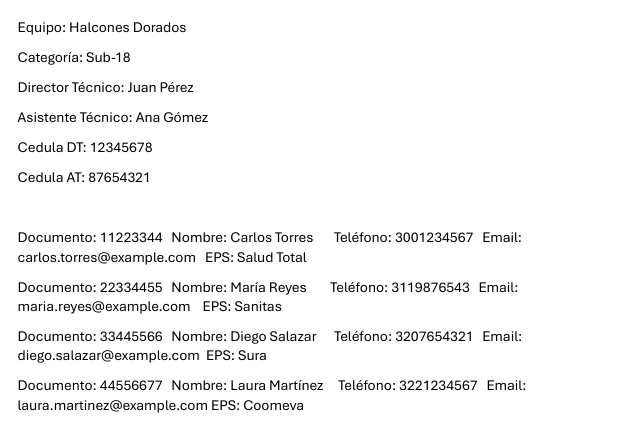 Equipo: Halcones Dorados
Categoría: Sub-18
Director Técnico: Juan Pérez
Asistente Técnico: Ana Gómez
Cedula DT: 12345678
Cedula AT: 87654321
Documento: 11223344 Nombre: Carlos Torres Teléfono: 3001234567 Email:
carlos.torres@example.com EPS: Salud Total
Documento: 22334455 Nombre: María Reyes Teléfono: 3119876543 Email:
maria.reyes@example.com EPS: Sanitas
Documento: 33445566 Nombre: Diego Salazar Teléfono: 3207654321 Email:
diego.salazar@example.com EPS: Sura
Documento: 44556677 Nombre: Laura Martínez Teléfono: 3221234567 Email:
laura.martinez@example.com EPS: Coomeva